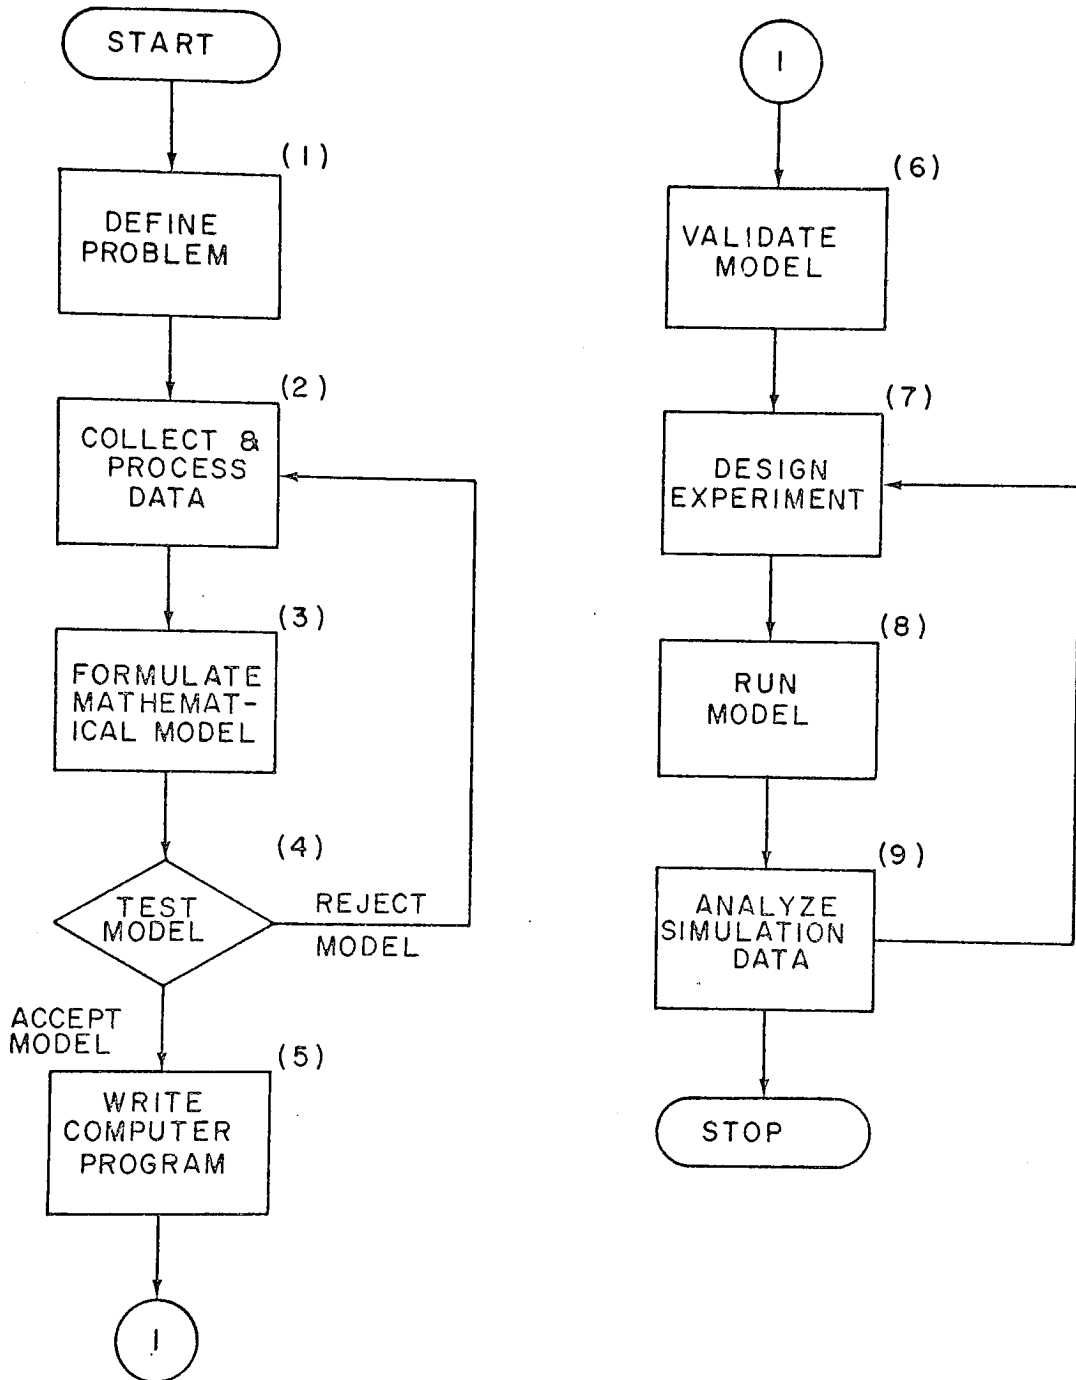 START
(1)
DEFINE
PROBLEM
(2)
COLLECT &
PROCESS
DATA
(3)
FORMULATE
MATHEMAT-
ICAL MODEL
(4)
TEST
MODEL
REJECT
MODEL
ACCEPT
MODEL
(5)
WRITE
COMPUTER
PROGRAM
1
1
(6)
VALIDATE
MODEL
(7)
DESIGN
EXPERIMENT
(8)
RUN
MODEL
(9)
ANALYZE
SIMULATION
DATA
STOP